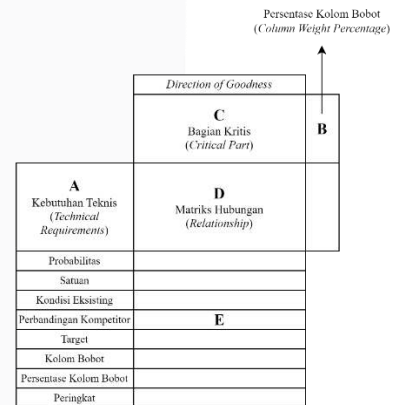 Persentase Kolom Bobot
(Column Weight Percentage)
Direction of Goodness
C
Bagian Kritis
(Critical Part)
B
A
Kebutuhan Teknis
(Technical
Requirements)
D
Matriks Hubungan
(Relationship)
Probabilitas
Satuan
Kondisi Eksisting
Perbandingan Kompetitor
E
Target
Kolom Bobot
Persentase Kolom Bobot
Peringkat